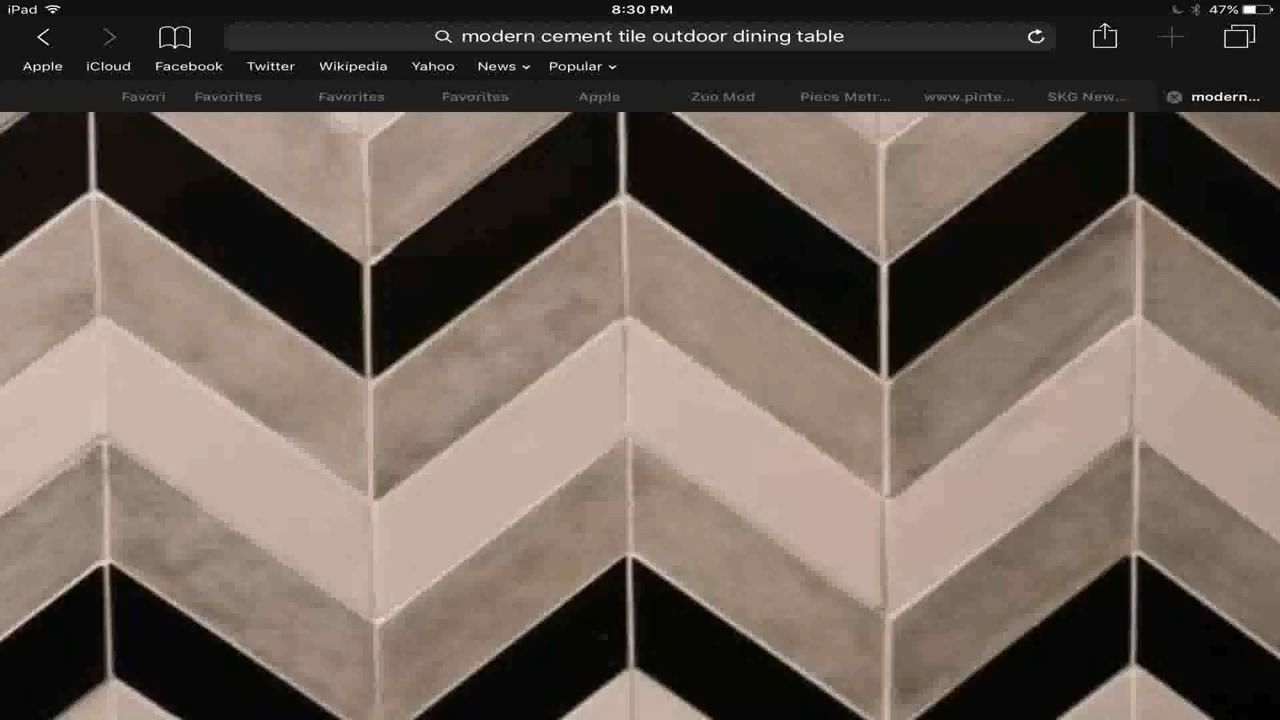 iPad 8:30 PM 47%
modern cement tile outdoor dining table
Apple iCloud Facebook Twitter Wikipedia Yahoo News Popular
Favori Favorites Favorites Favorites Apple Zuo Mod Piece Metr... www.pinte... SKG New... modern...